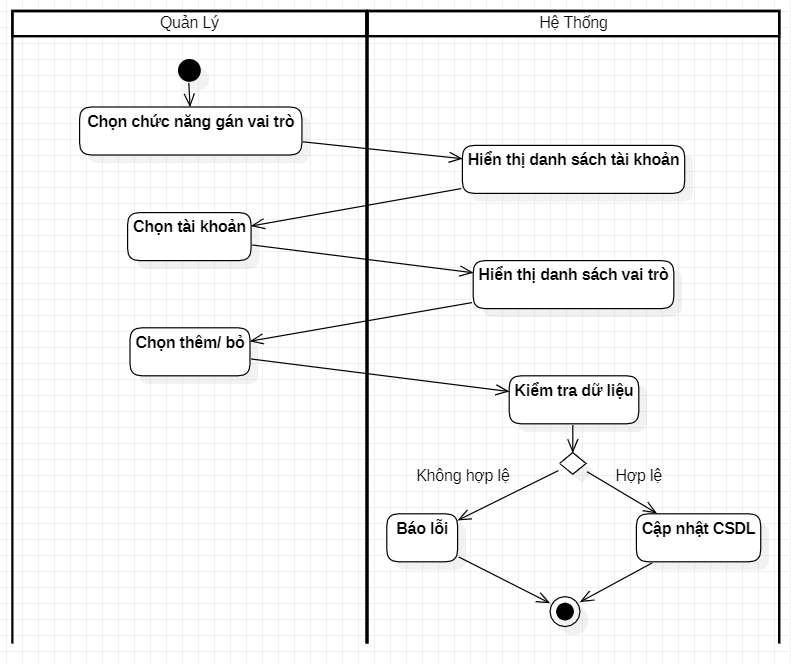 Quản Lý
Hệ Thống
Chọn chức năng gán vai trò
Hiển thị danh sách tài khoản
Chọn tài khoản
Hiển thị danh sách vai trò
Chọn thêm/ bỏ
Kiểm tra dữ liệu
Không hợp lệ
Hợp lệ
Báo lỗi
Cập nhật CSDL